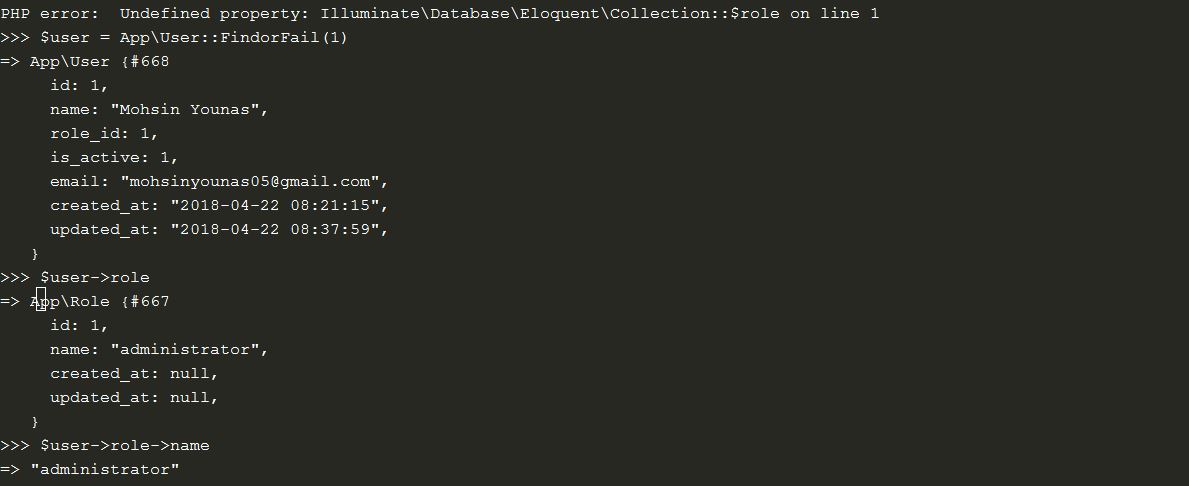 PHP error:  Undefined property: Illuminate\Database\Eloquent\Collection::$role on line 1
>>> $user = App\User::FindorFail(1)
=> App\User {#668
     id: 1,
     name: "Mohsin Younas",
     role_id: 1,
     is_active: 1,
     email: "mohsinyounas05@gmail.com",
     created_at: "2018-04-22 08:21:15",
     updated_at: "2018-04-22 08:37:59",
   }
>>> $user->role
=> App\Role {#667
     id: 1,
     name: "administrator",
     created_at: null,
     updated_at: null,
   }
>>> $user->role->name
=> "administrator"